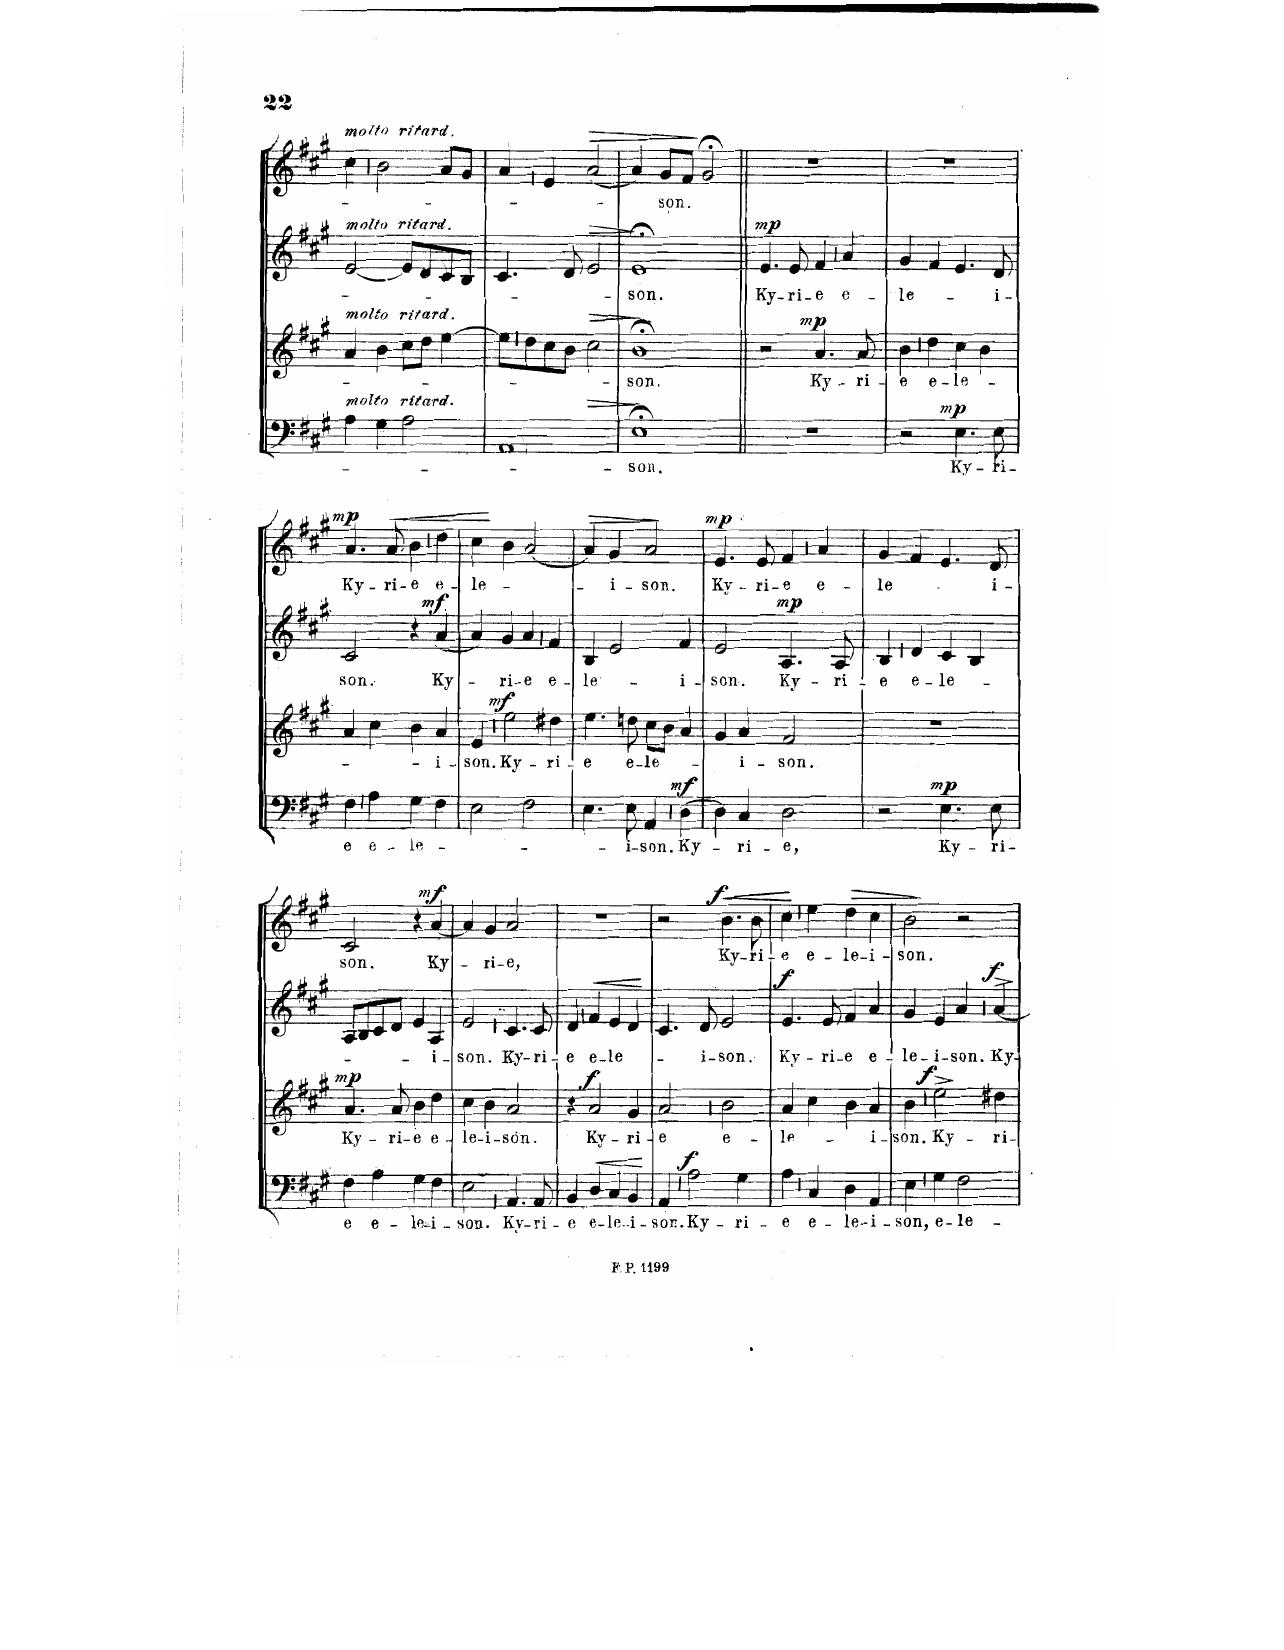 22
molto ritard.
- - - son.
molto ritard.
- - - son. mp Ky-ri-e e - le - i-
molto ritard.
- - - son. mp Ky - ri - e e-le -
molto ritard.
- - - son. mp Ky - ri-
mp Ky - ri-e e-le - - i - son. mp Ky - ri-e e - le - i-
son. mf Ky - ri-e e-le - i-son. mp Ky - ri - e e-le -
- - i-son. mf Ky - ri - e e-le - i - son.
e e - le - - - i-son. mf Ky - ri - e, mp Ky - ri-
son. mf Ky - ri-e, f Ky-ri-e e - le-i-son.
- - i-son. Ky-ri-e e-le - i-son. f Ky - ri-e e - le-i-son. f Ky-
mp Ky - ri-e e-le-i-son. f Ky-ri-e e - le - i-son. f Ky - ri-
e e - le-i-son. Ky-ri-e e-le-i-son. f Ky - ri - e e - le-i-son, e-le -
F. P. 1199